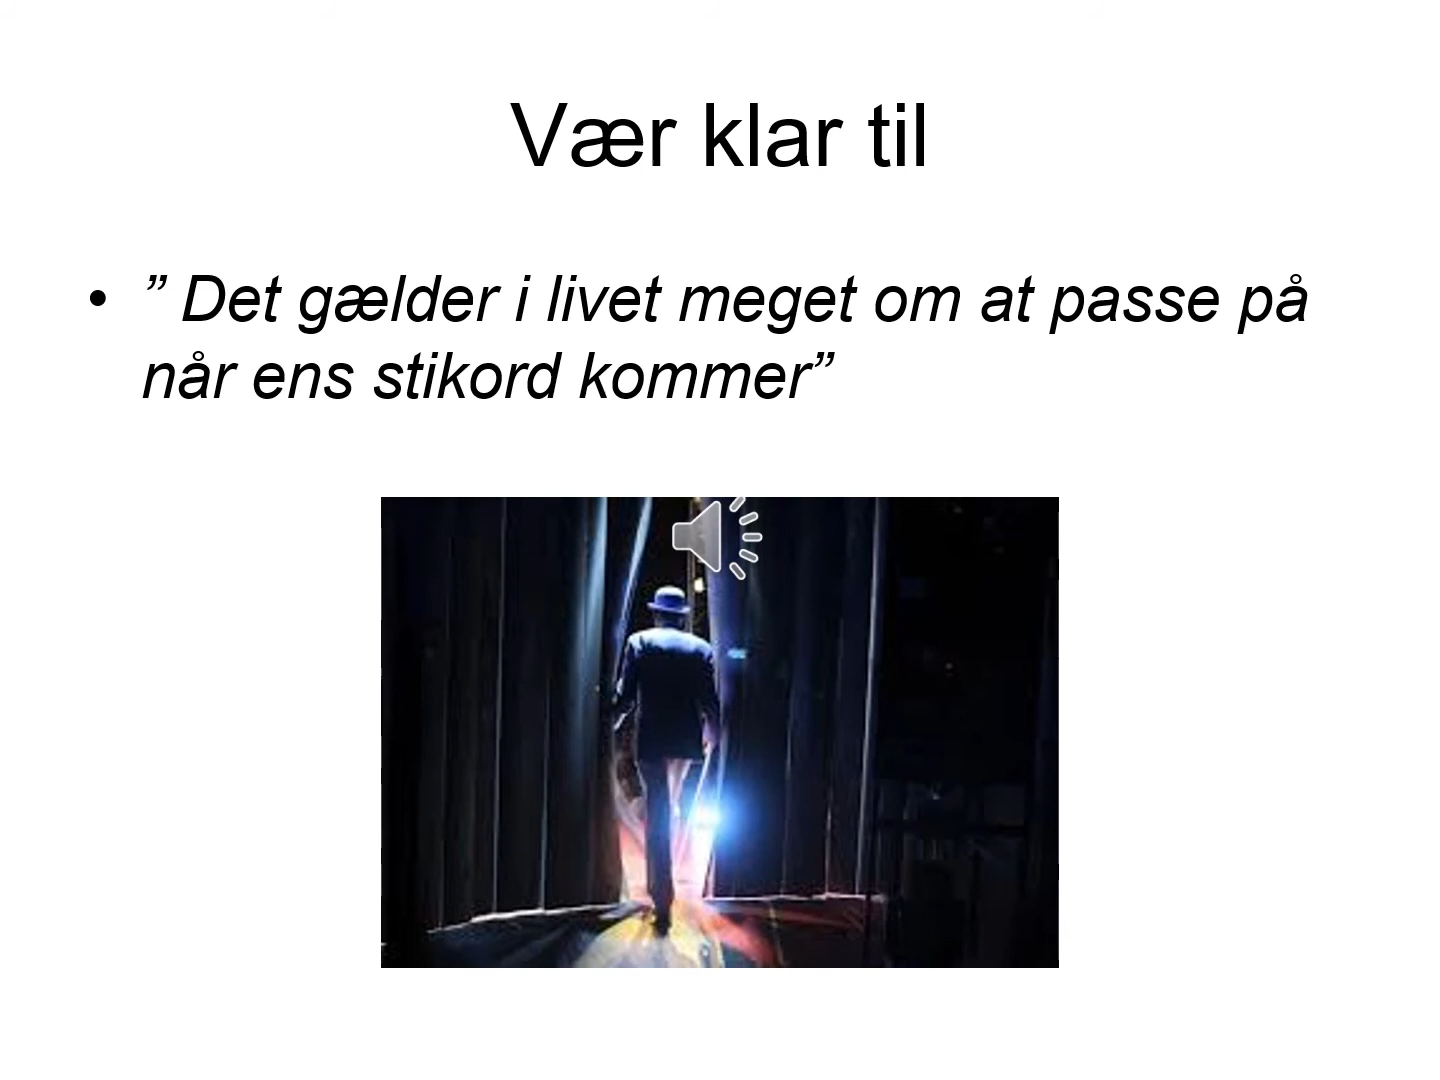 Vær klar til
• ” Det gælder i livet meget om at passe på
når ens stikord kommer”